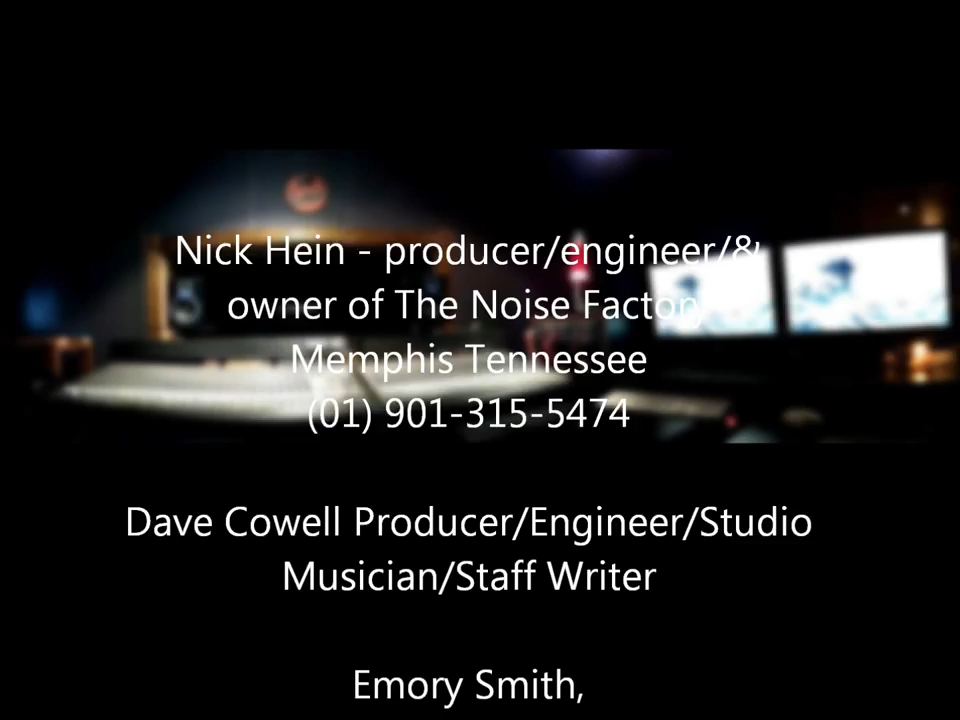 Nick Hein - producer/engineer/&
owner of The Noise Factory
Memphis Tennessee
(01) 901-315-5474
Dave Cowell Producer/Engineer/Studio
Musician/Staff Writer
Emory Smith,